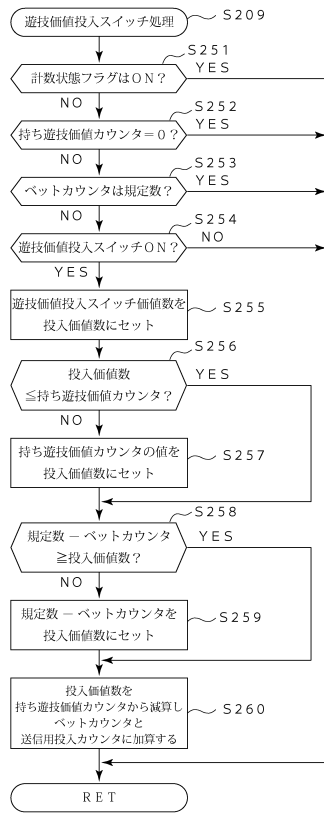 遊技価値投入スイッチ処理
S209
S251
計数状態フラグはON?
YES
NO
S252
持ち遊技価値カウンタ=0?
YES
NO
S253
ベットカウンタは規定数?
YES
NO
S254
遊技価値投入スイッチON?
NO
YES
遊技価値投入スイッチ価値数を
投入価値数にセット
S255
S256
投入価値数
≦持ち遊技価値カウンタ?
YES
NO
持ち遊技価値カウンタの値を
投入価値数にセット
S257
S258
規定数-ベットカウンタ
≧投入価値数?
YES
NO
規定数-ベットカウンタを
投入価値数にセット
S259
投入価値数を
持ち遊技価値カウンタから減算し
ベットカウンタと
送信用投入カウンタに加算する
S260
RET